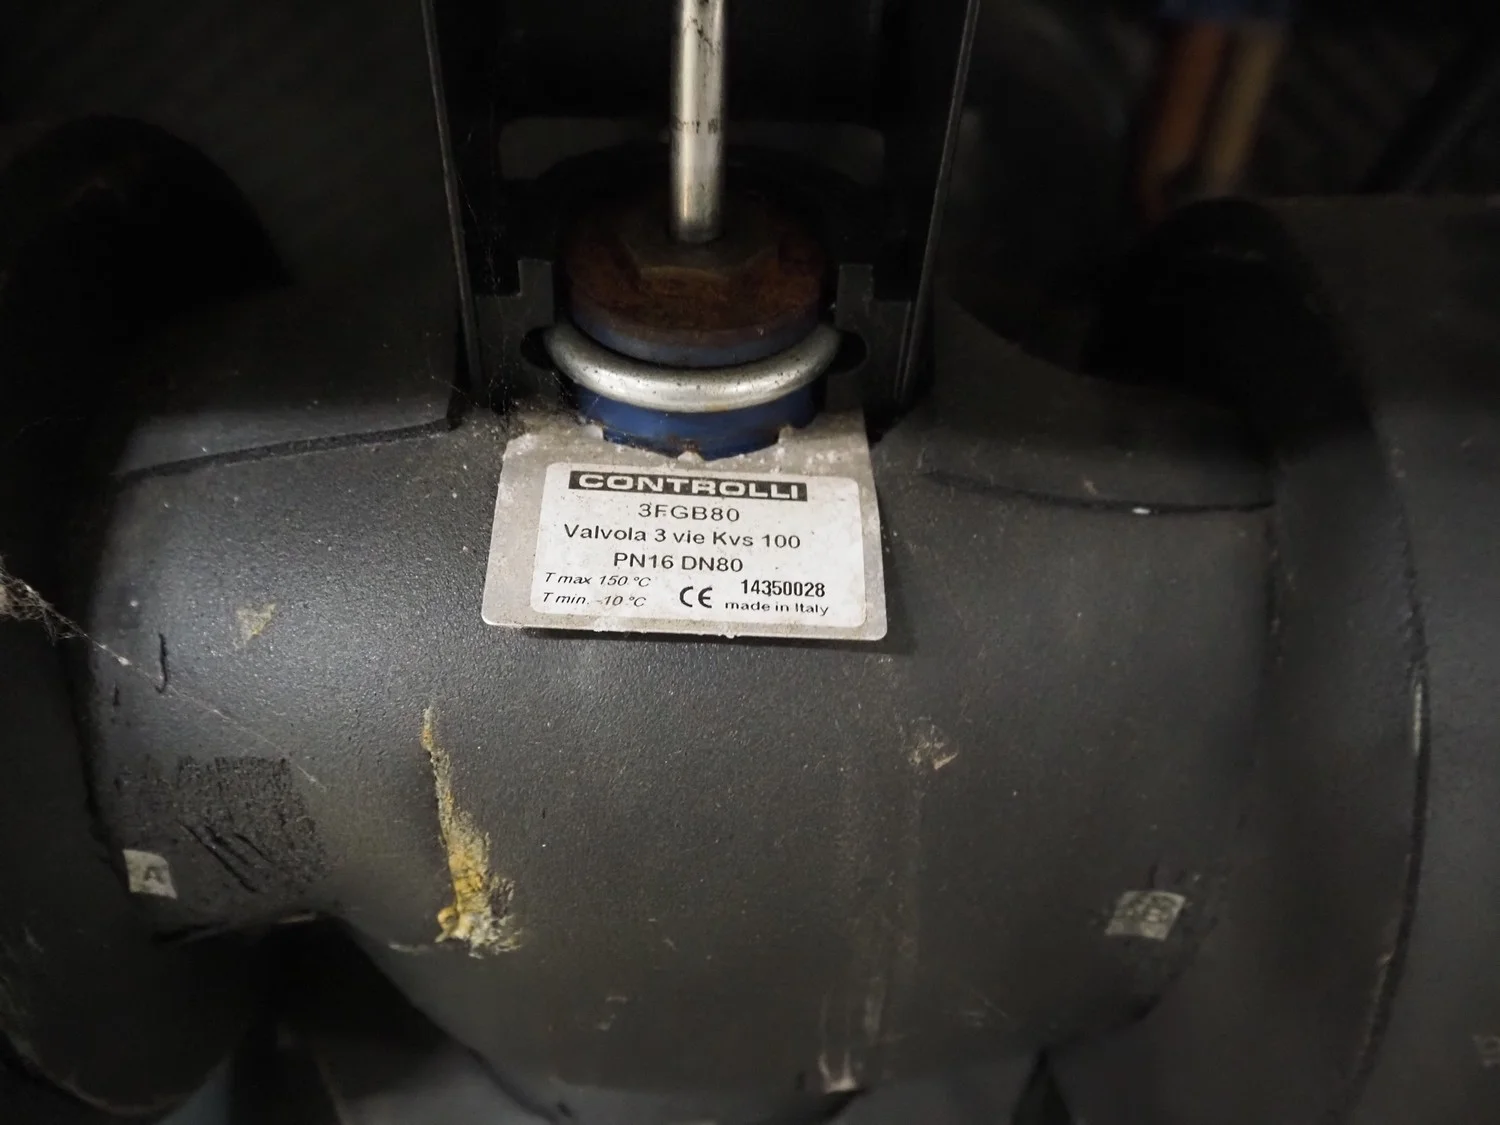 CONTROLLI
3FGB80
Valvola 3 vie Kvs 100
PN16 DN80
T max 150 °C
T min. -10 °C
CE
14350028
made in Italy
A